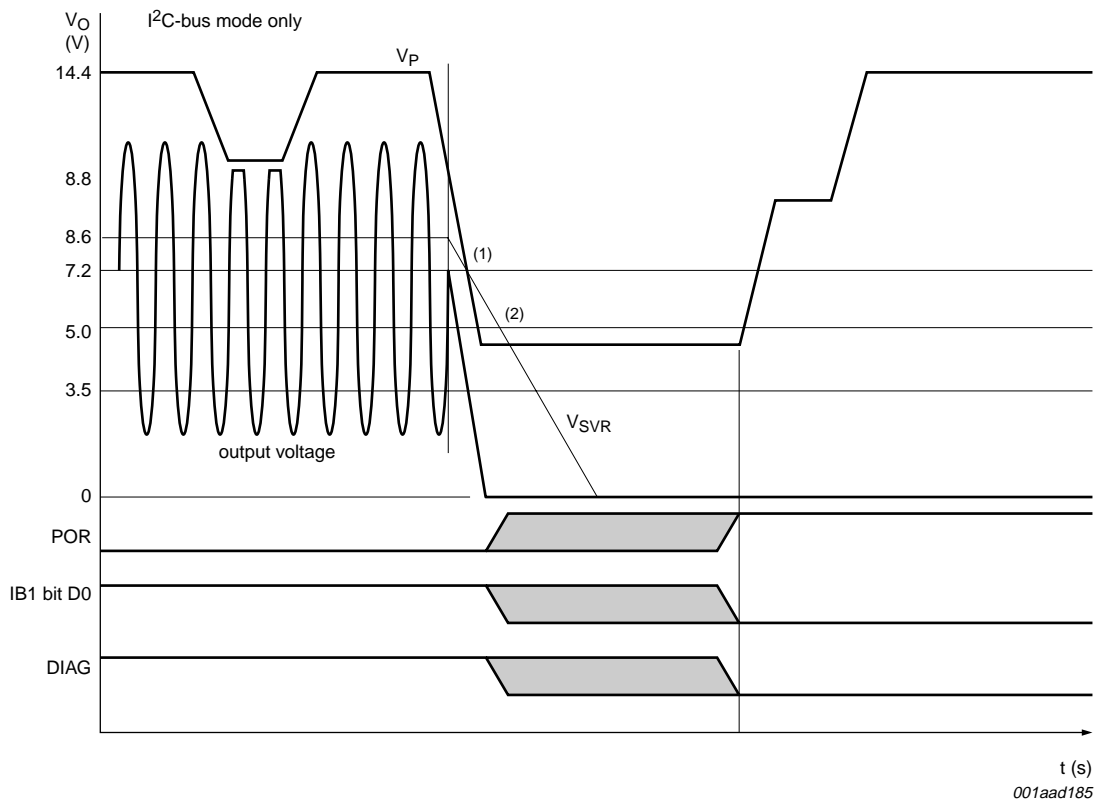 VO
(V)
I2C-bus mode only
VP
14.4
8.8
8.6
(1)
7.2
(2)
5.0
3.5
VSVR
output voltage
0
POR
IB1 bit D0
DIAG
t (s)
001aad185